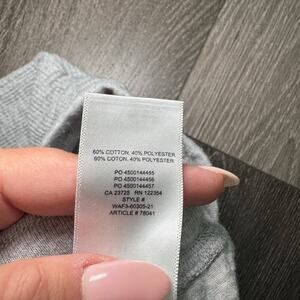 60% COTTON, 40% POLYESTER
60% COTON, 40% POLYESTER
PO 4500144455
PO 4500144456
PO 4500144457
CA 23725 RN 122354
STYLE #
WAF3-60305-21
ARTICLE # 78041